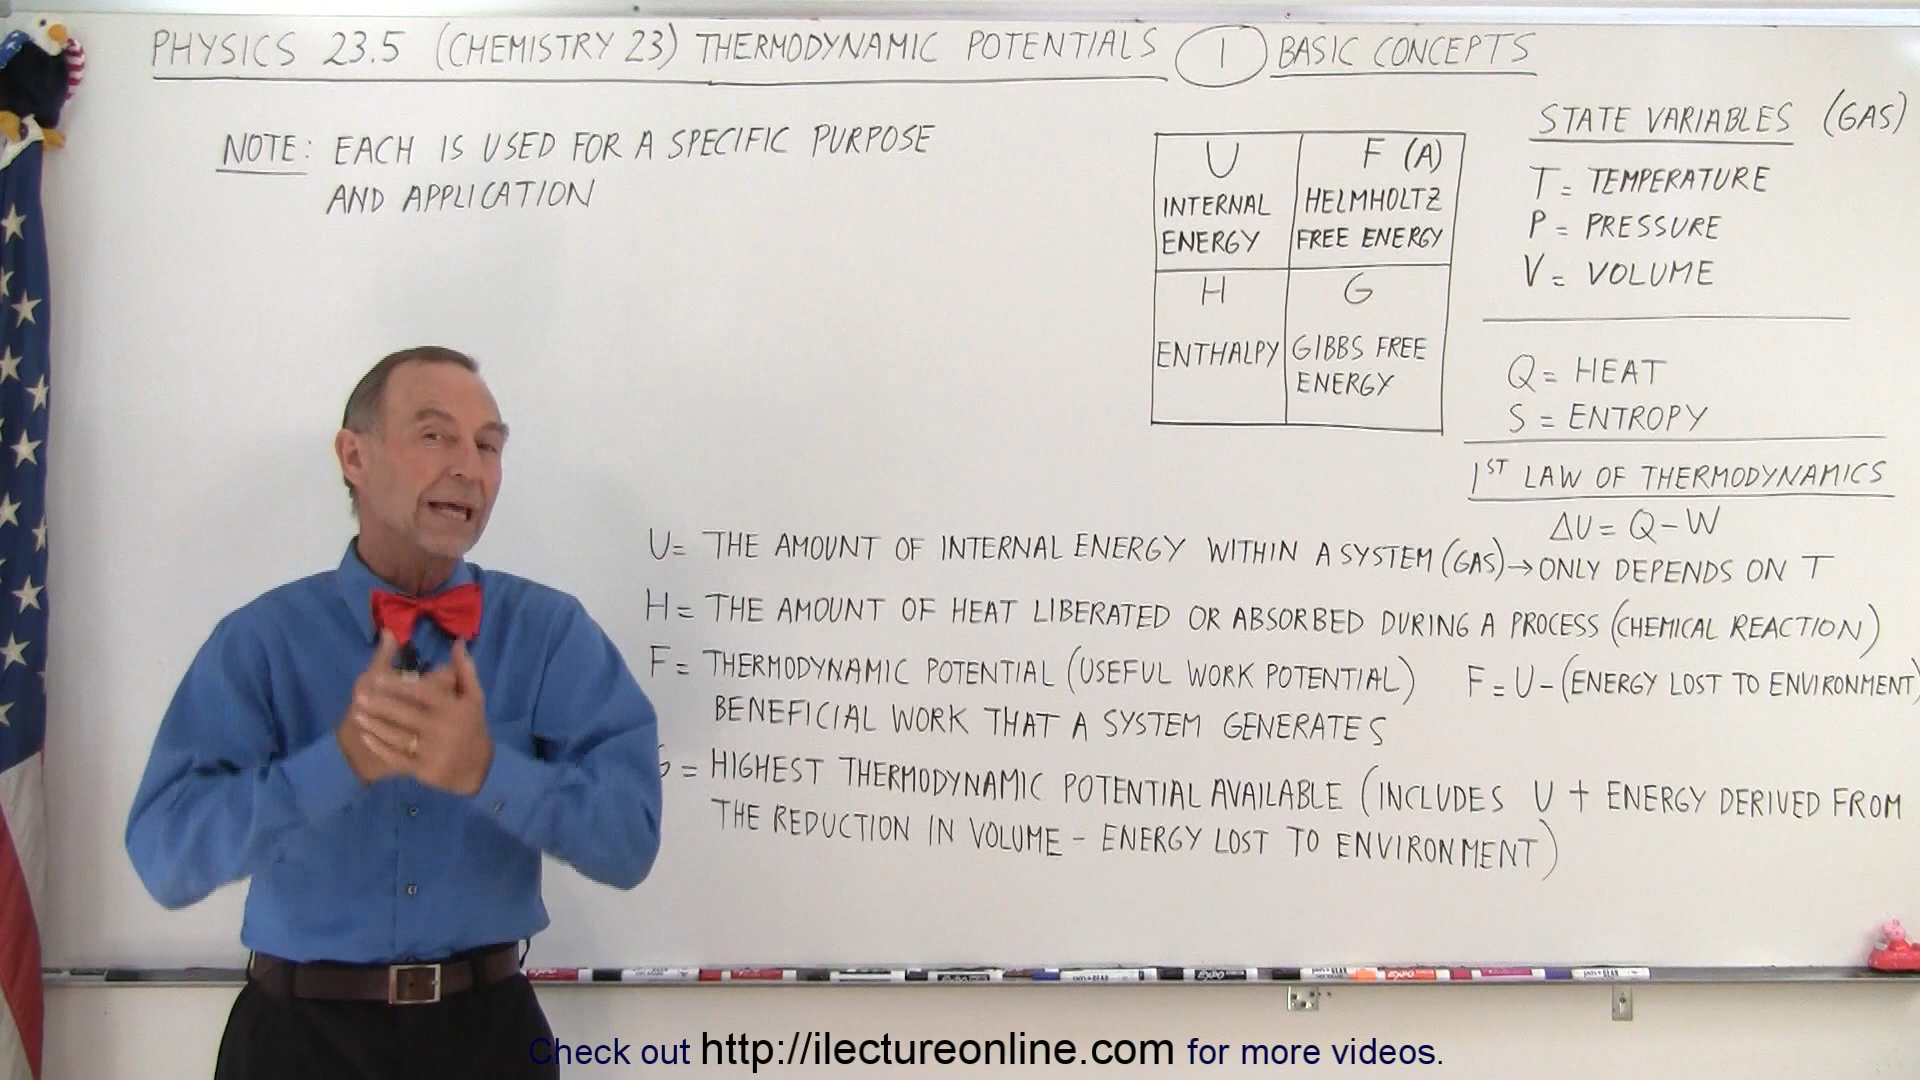 PHYSICS 23.5 (CHEMISTRY 23) THERMODYNAMIC POTENTIALS 1 BASIC CONCEPTS
NOTE: EACH IS USED FOR A SPECIFIC PURPOSE
AND APPLICATION
U
INTERNAL
ENERGY
F (A)
HELMHOLTZ
FREE ENERGY
H
ENTHALPY
G
GIBBS FREE
ENERGY
STATE VARIABLES (GAS)
T = TEMPERATURE
P = PRESSURE
V = VOLUME
Q = HEAT
S = ENTROPY
1ST LAW OF THERMODYNAMICS
ΔU = Q - W
U = THE AMOUNT OF INTERNAL ENERGY WITHIN A SYSTEM (GAS) → ONLY DEPENDS ON T
H = THE AMOUNT OF HEAT LIBERATED OR ABSORBED DURING A PROCESS (CHEMICAL REACTION)
F = THERMODYNAMIC POTENTIAL (USEFUL WORK POTENTIAL) F = U - (ENERGY LOST TO ENVIRONMENT)
BENEFICIAL WORK THAT A SYSTEM GENERATES
G = HIGHEST THERMODYNAMIC POTENTIAL AVAILABLE (INCLUDES U + ENERGY DERIVED FROM
THE REDUCTION IN VOLUME - ENERGY LOST TO ENVIRONMENT)
Check out http://ilectureonline.com for more videos.